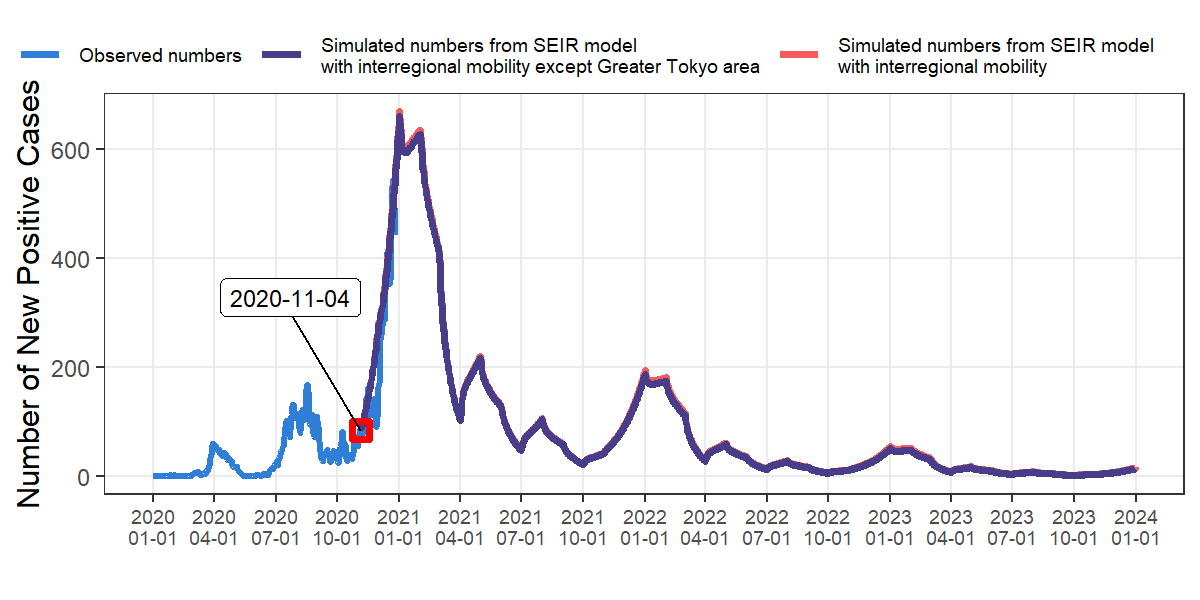 Observed numbers
Simulated numbers from SEIR model
with interregional mobility except Greater Tokyo area
Simulated numbers from SEIR model
with interregional mobility
Number of New Positive Cases
600
400
200
0
2020-11-04
2020 2020 2020 2020 2021 2021 2021 2021 2022 2022 2022 2022 2023 2023 2023 2023 2024
01-01 04-01 07-01 10-01 01-01 04-01 07-01 10-01 01-01 04-01 07-01 10-01 01-01 04-01 07-01 10-01 01-01